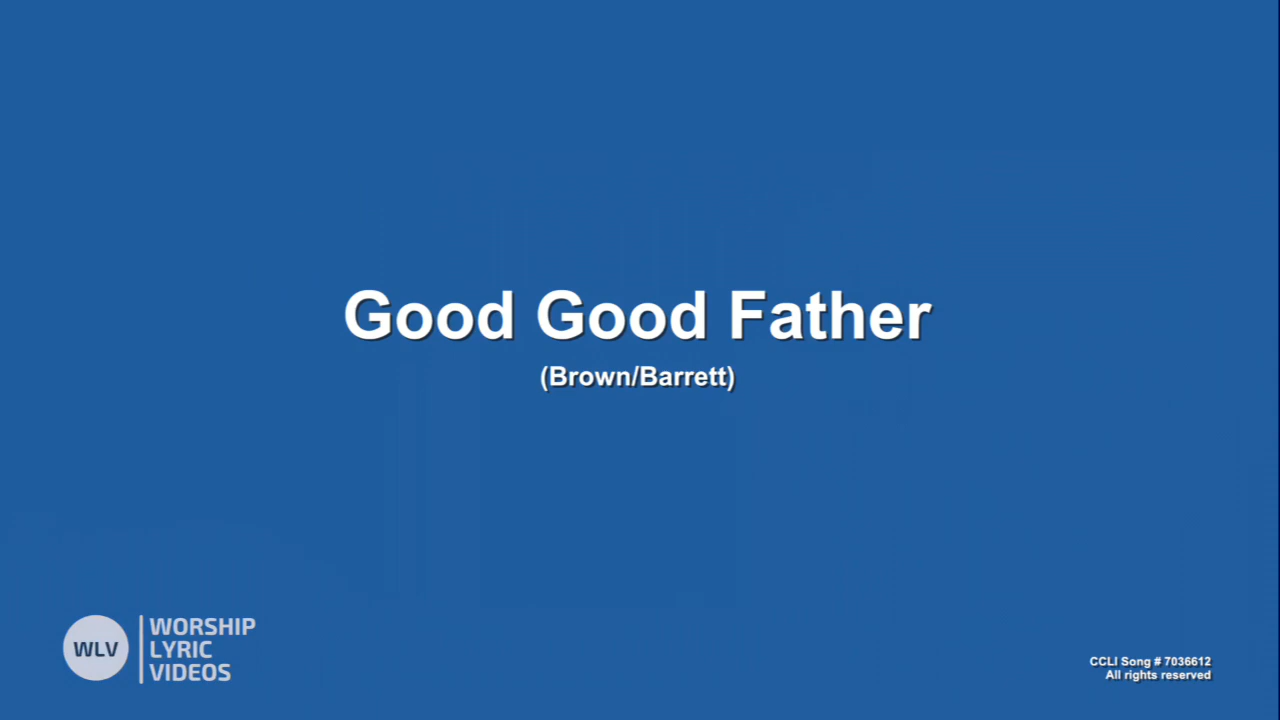 Good Good Father
(Brown/Barrett)
WLV
WORSHIP
LYRIC
VIDEOS
CCLI Song # 7036612
All rights reserved